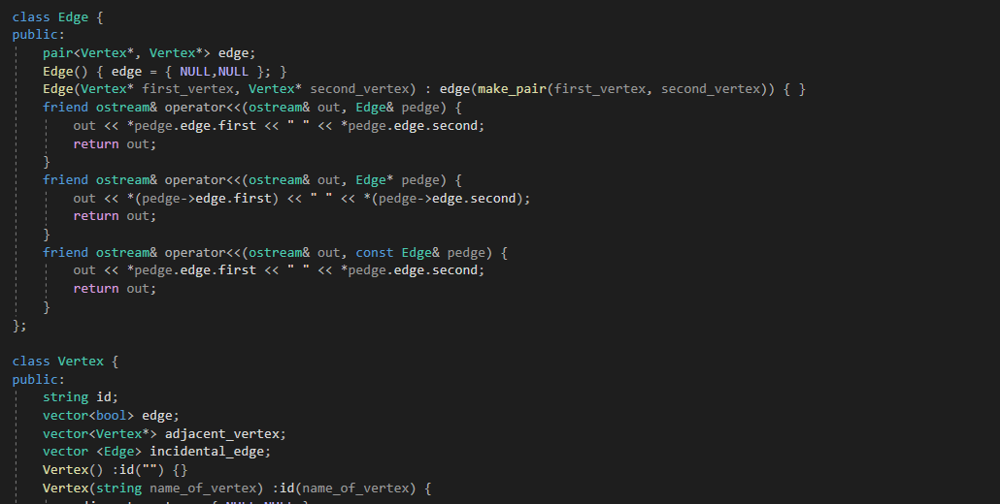 class Edge {
public:
    pair<Vertex*, Vertex*> edge;
    Edge() { edge = { NULL,NULL }; }
    Edge(Vertex* first_vertex, Vertex* second_vertex) : edge(make_pair(first_vertex, second_vertex)) { }
    friend ostream& operator<<(ostream& out, Edge& pedge) {
        out << *pedge.edge.first << " " << *pedge.edge.second;
        return out;
    }
    friend ostream& operator<<(ostream& out, Edge* pedge) {
        out << *(pedge->edge.first) << " " << *(pedge->edge.second);
        return out;
    }
    friend ostream& operator<<(ostream& out, const Edge& pedge) {
        out << *pedge.edge.first << " " << *pedge.edge.second;
        return out;
    }
};

class Vertex {
public:
    string id;
    vector<bool> edge;
    vector<Vertex*> adjacent_vertex;
    vector <Edge> incidental_edge;
    Vertex() :id("") {}
    Vertex(string name_of_vertex) :id(name_of_vertex) {